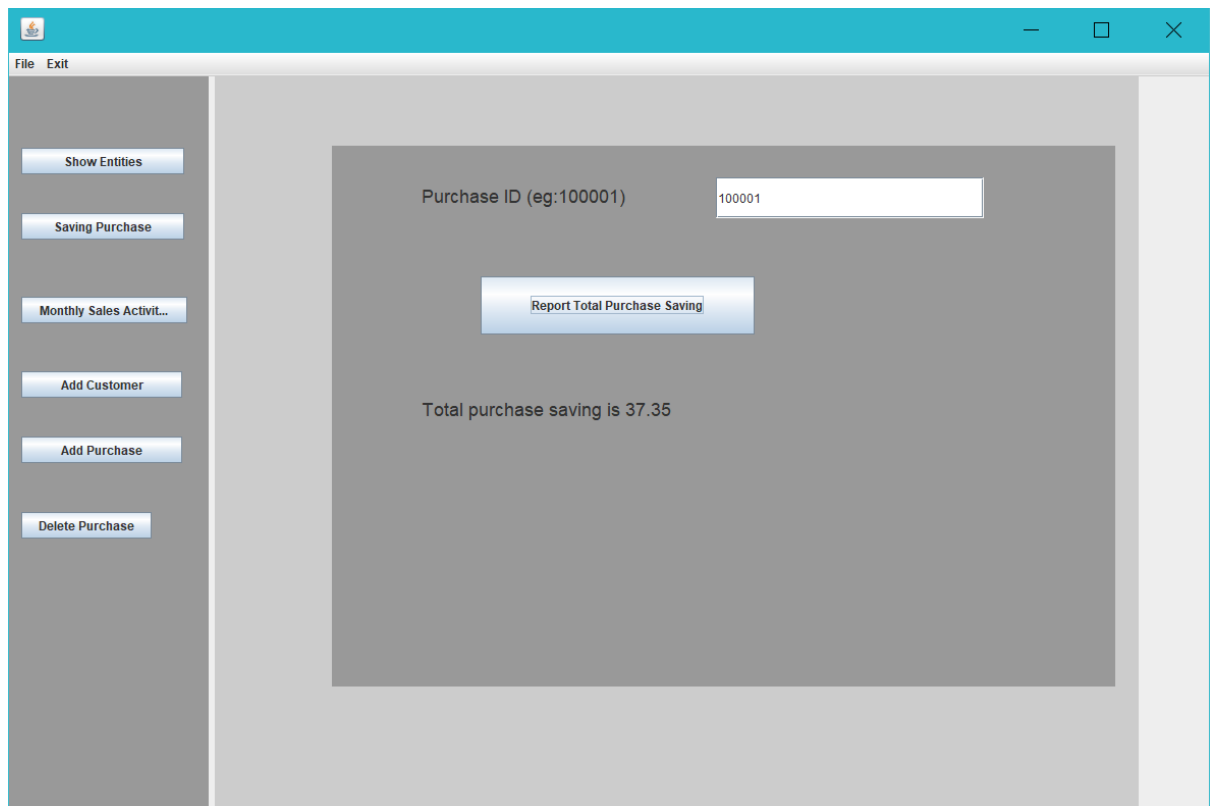 File Exit
Show Entities
Saving Purchase
Monthly Sales Activit...
Add Customer
Add Purchase
Delete Purchase
Purchase ID (eg:100001)
100001
Report Total Purchase Saving
Total purchase saving is 37.35